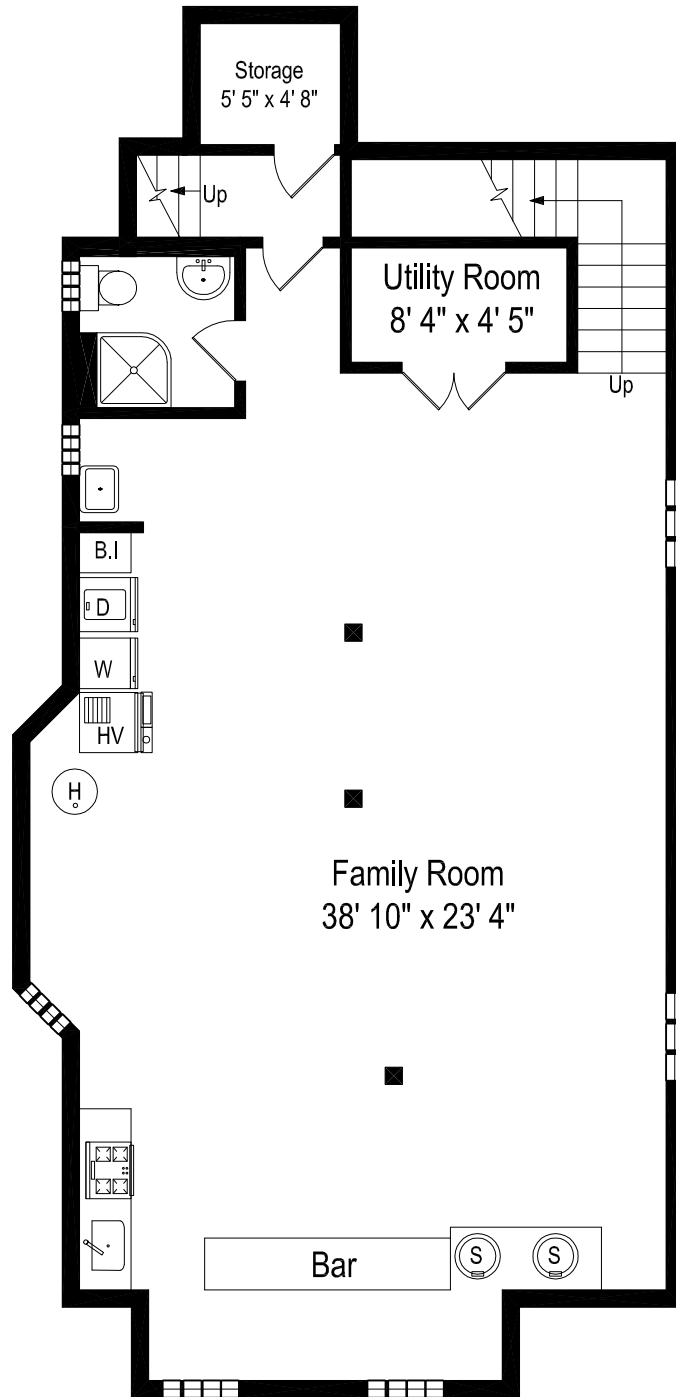 Storage
5' 5" x 4' 8"
Up
Utility Room
8' 4" x 4' 5"
Up
B.I
D
W
HV
H
Family Room
38' 10" x 23' 4"
Bar
S
S